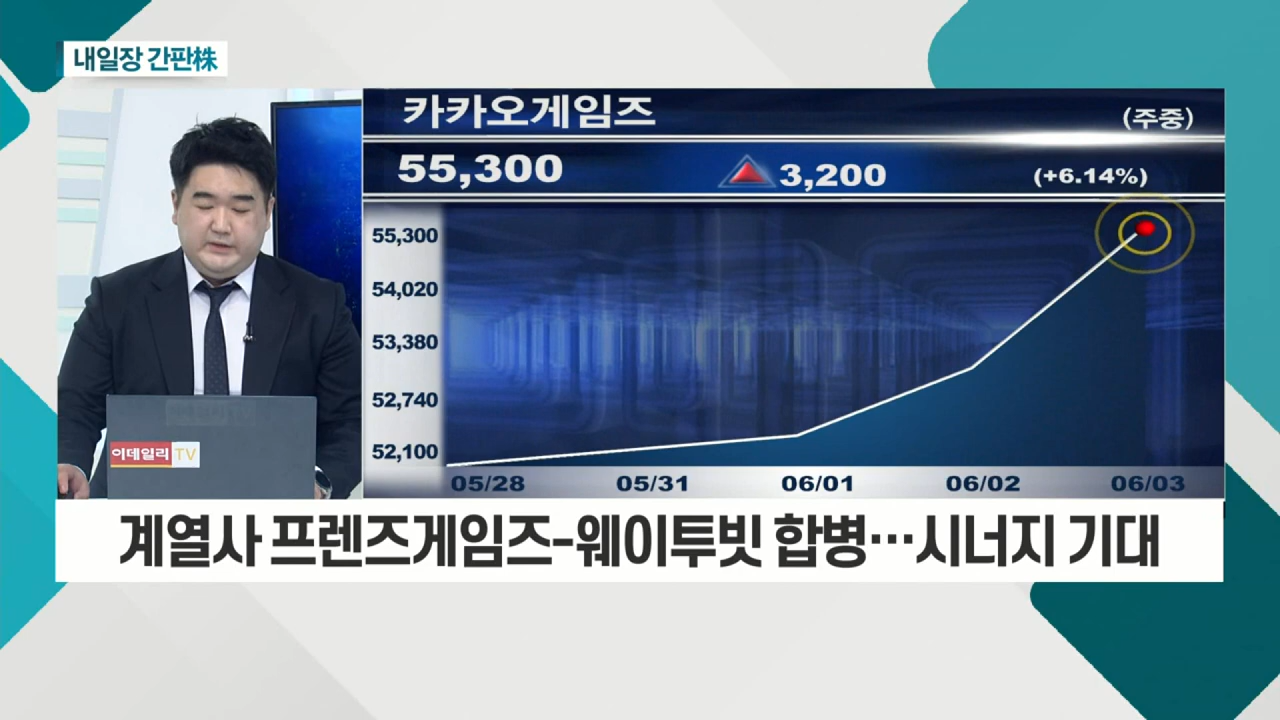 내일장 간판株
카카오게임즈
(주중)
55,300
3,200
(+6.14%)
55,300
54,020
53,380
52,740
52,100
05/28
05/31
06/01
06/02
06/03
이데일리 TV
계열사 프렌즈게임즈-웨이투빗 합병…시너지 기대